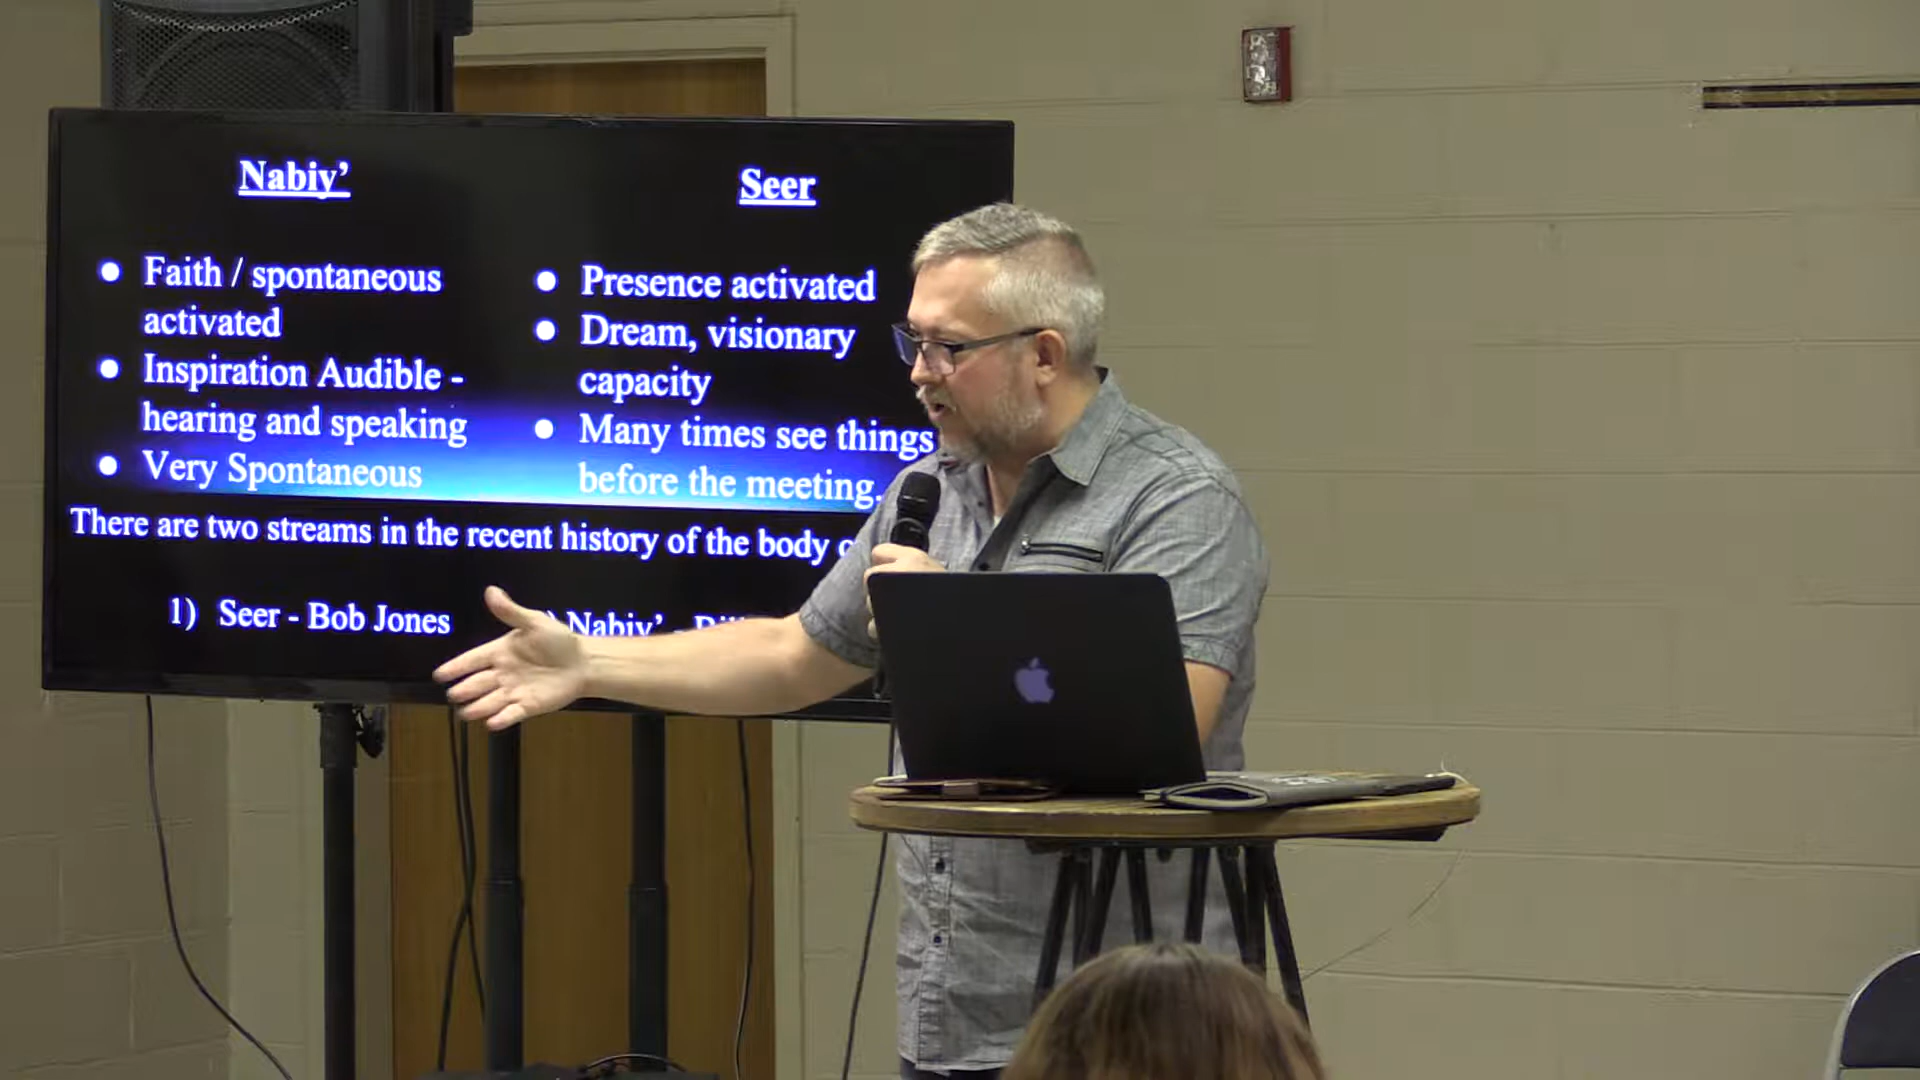 Nabiy’
Seer
● Faith / spontaneous
activated
● Inspiration Audible -
hearing and speaking
● Very Spontaneous
● Presence activated
● Dream, visionary
capacity
● Many times see things
before the meeting.
There are two streams in the recent history of the body
1) Seer - Bob Jones
Nabiy’ -